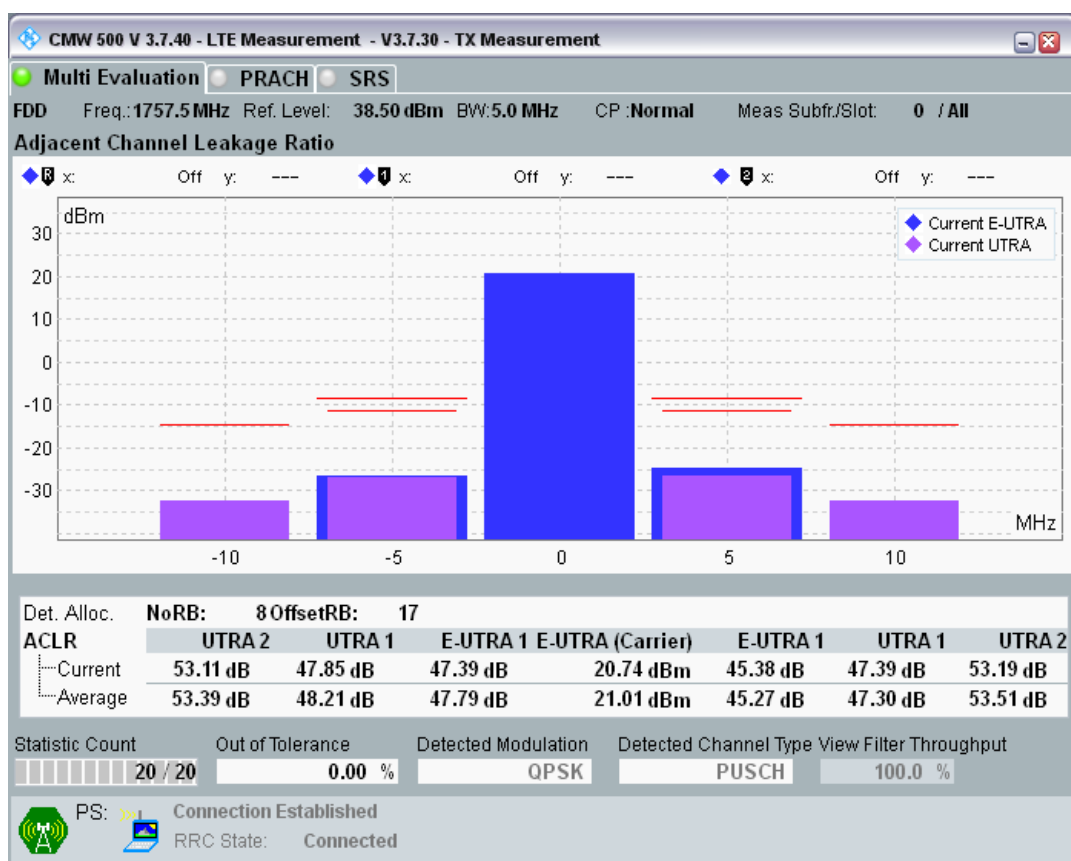 CMW 500 V 3.7.40 - LTE Measurement - V3.7.30 - TX Measurement
Multi Evaluation PRACH SRS
FDD Freq.: 1757.5 MHz Ref. Level: 38.50 dBm BW: 5.0 MHz CP : Normal Meas Subfr./Slot: 0 / All
Adjacent Channel Leakage Ratio
R x: Off y: --- 1 x: Off y: --- 2 x: Off y: ---
dBm
Current E-UTRA
Current UTRA
30
20
10
0
-10
-20
-30
MHz
-10 -5 0 5 10
Det. Alloc. NoRB: 8 OffsetRB: 17
ACLR UTRA 2 UTRA 1 E-UTRA 1 E-UTRA (Carrier) E-UTRA 1 UTRA 1 UTRA 2
Current 53.11 dB 47.85 dB 47.39 dB 20.74 dBm 45.38 dB 47.39 dB 53.19 dB
Average 53.39 dB 48.21 dB 47.79 dB 21.01 dBm 45.27 dB 47.30 dB 53.51 dB
Statistic Count Out of Tolerance Detected Modulation Detected Channel Type View Filter Throughput
20 / 20 0.00 % QPSK PUSCH 100.0 %
PS: Connection Established
RRC State: Connected